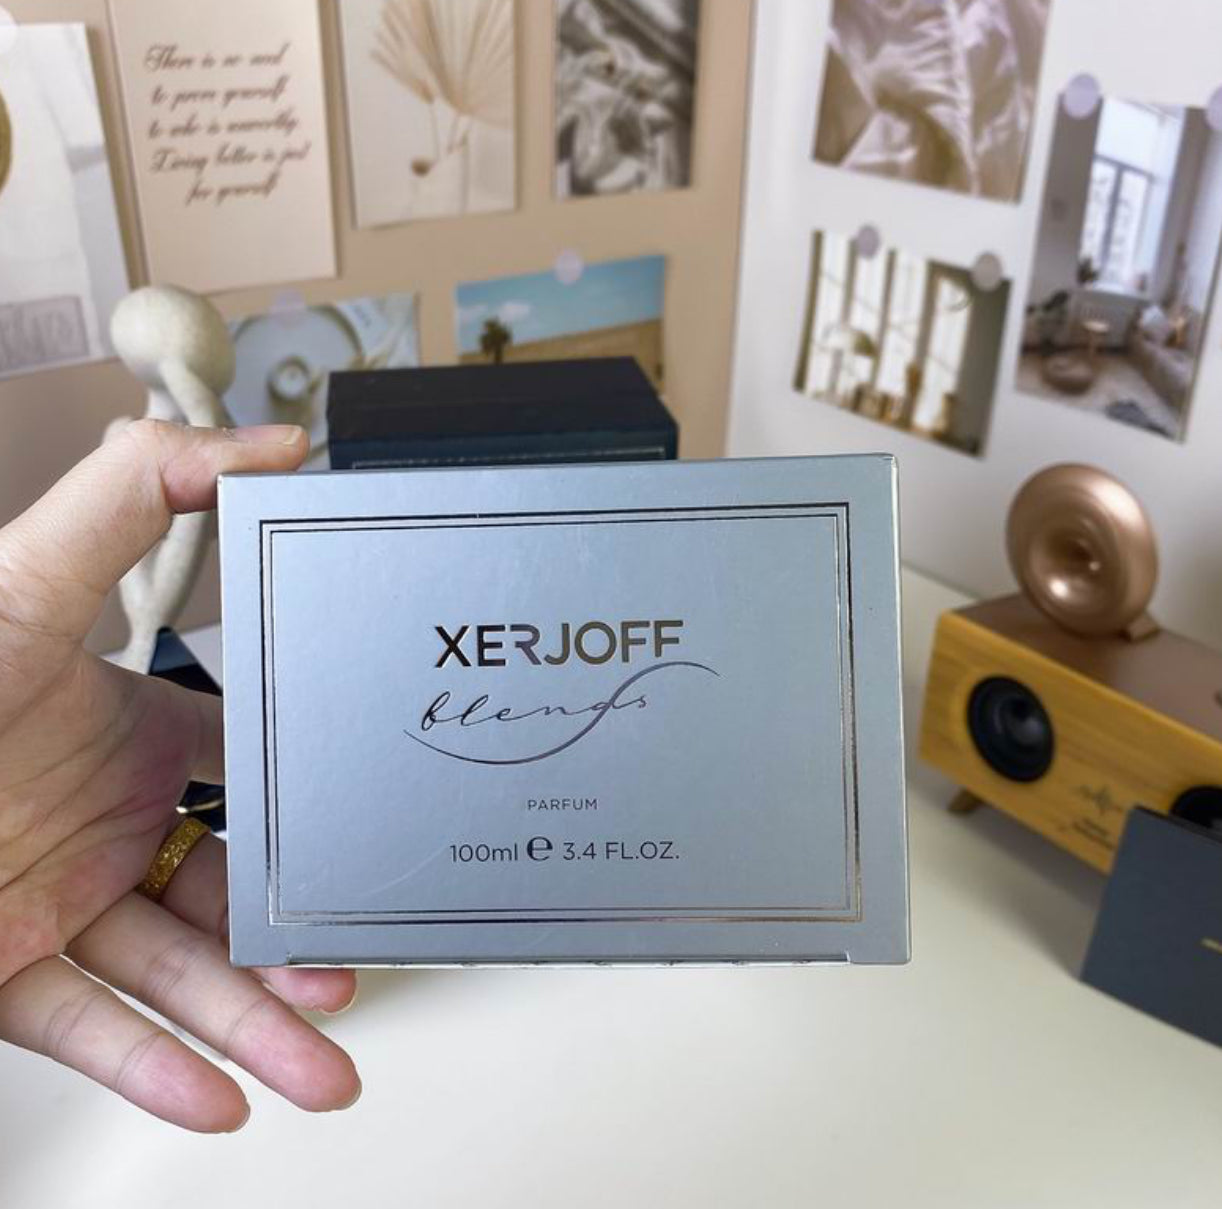 There is no need
to prove yourself
to who is unworthy.
Living better is just
for yourself
XERJOFF
blends
PARFUM
100ml ℮ 3.4 FL.OZ.